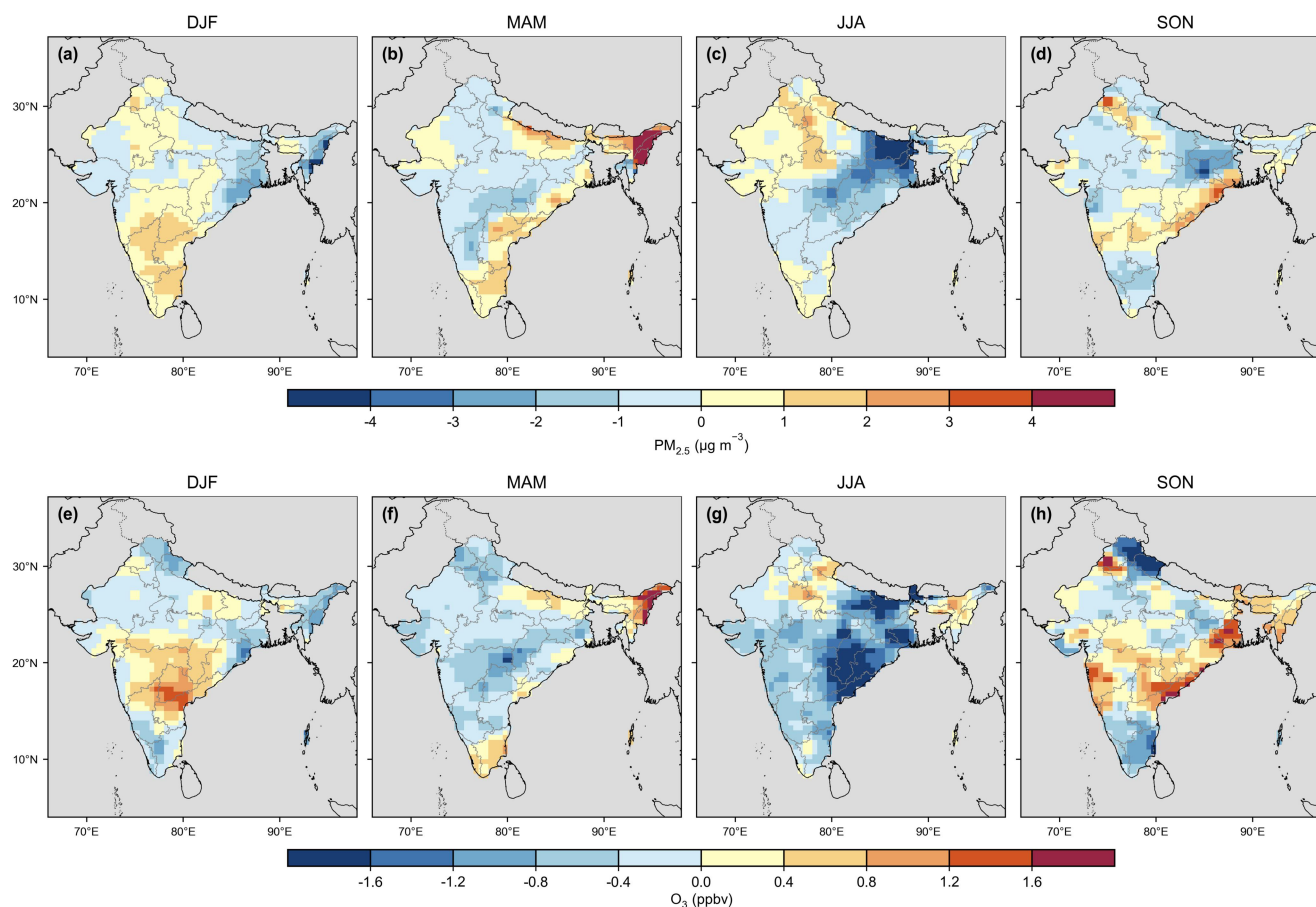 DJF MAM JJA SON
(a) (b) (c) (d)
30°N
20°N
10°N
70°E 80°E 90°E 70°E 80°E 90°E 70°E 80°E 90°E 70°E 80°E 90°E
-4 -3 -2 -1 0 1 2 3 4
PM2.5 (µg m−3)
DJF MAM JJA SON
(e) (f) (g) (h)
30°N
20°N
10°N
70°E 80°E 90°E 70°E 80°E 90°E 70°E 80°E 90°E 70°E 80°E 90°E
-1.6 -1.2 -0.8 -0.4 0.0 0.4 0.8 1.2 1.6
O3 (ppbv)